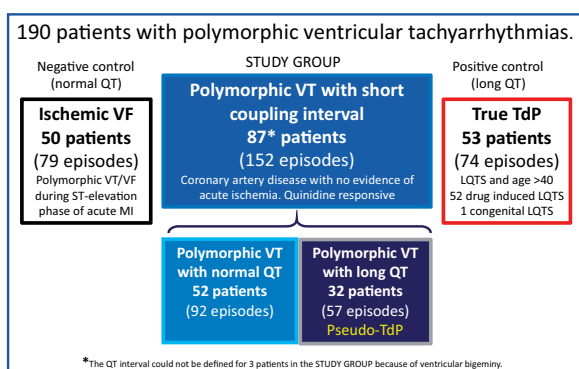 190 patients with polymorphic ventricular tachyarrhythmias.
Negative control
(normal QT)
Ischemic VF
50 patients
(79 episodes)
Polymorphic VT/VF
during ST-elevation
phase of acute MI
STUDY GROUP
Polymorphic VT with short
coupling interval
87* patients
(152 episodes)
Coronary artery disease with no evidence of
acute ischemia. Quinidine responsive
Positive control
(long QT)
True TdP
53 patients
(74 episodes)
LQTS and age >40
52 drug induced LQTS
1 congenital LQTS
Polymorphic VT
with normal QT
52 patients
(92 episodes)
Polymorphic VT
with long QT
32 patients
(57 episodes)
Pseudo-TdP
*The QT interval could not be defined for 3 patients in the STUDY GROUP because of ventricular bigeminy.